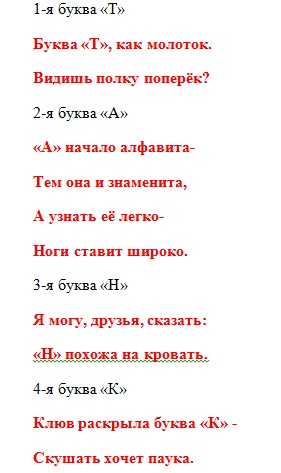 1-я буква «Т»
Буква «Т», как молоток.
Видишь полку поперёк?
2-я буква «А»
«А» начало алфавита-
Тем она и знаменита,
А узнать её легко-
Ноги ставит широко.
3-я буква «Н»
Я могу, друзья, сказать:
«Н» похожа на кровать.
4-я буква «К»
Клюв раскрыла буква «К» -
Скушать хочет паука.